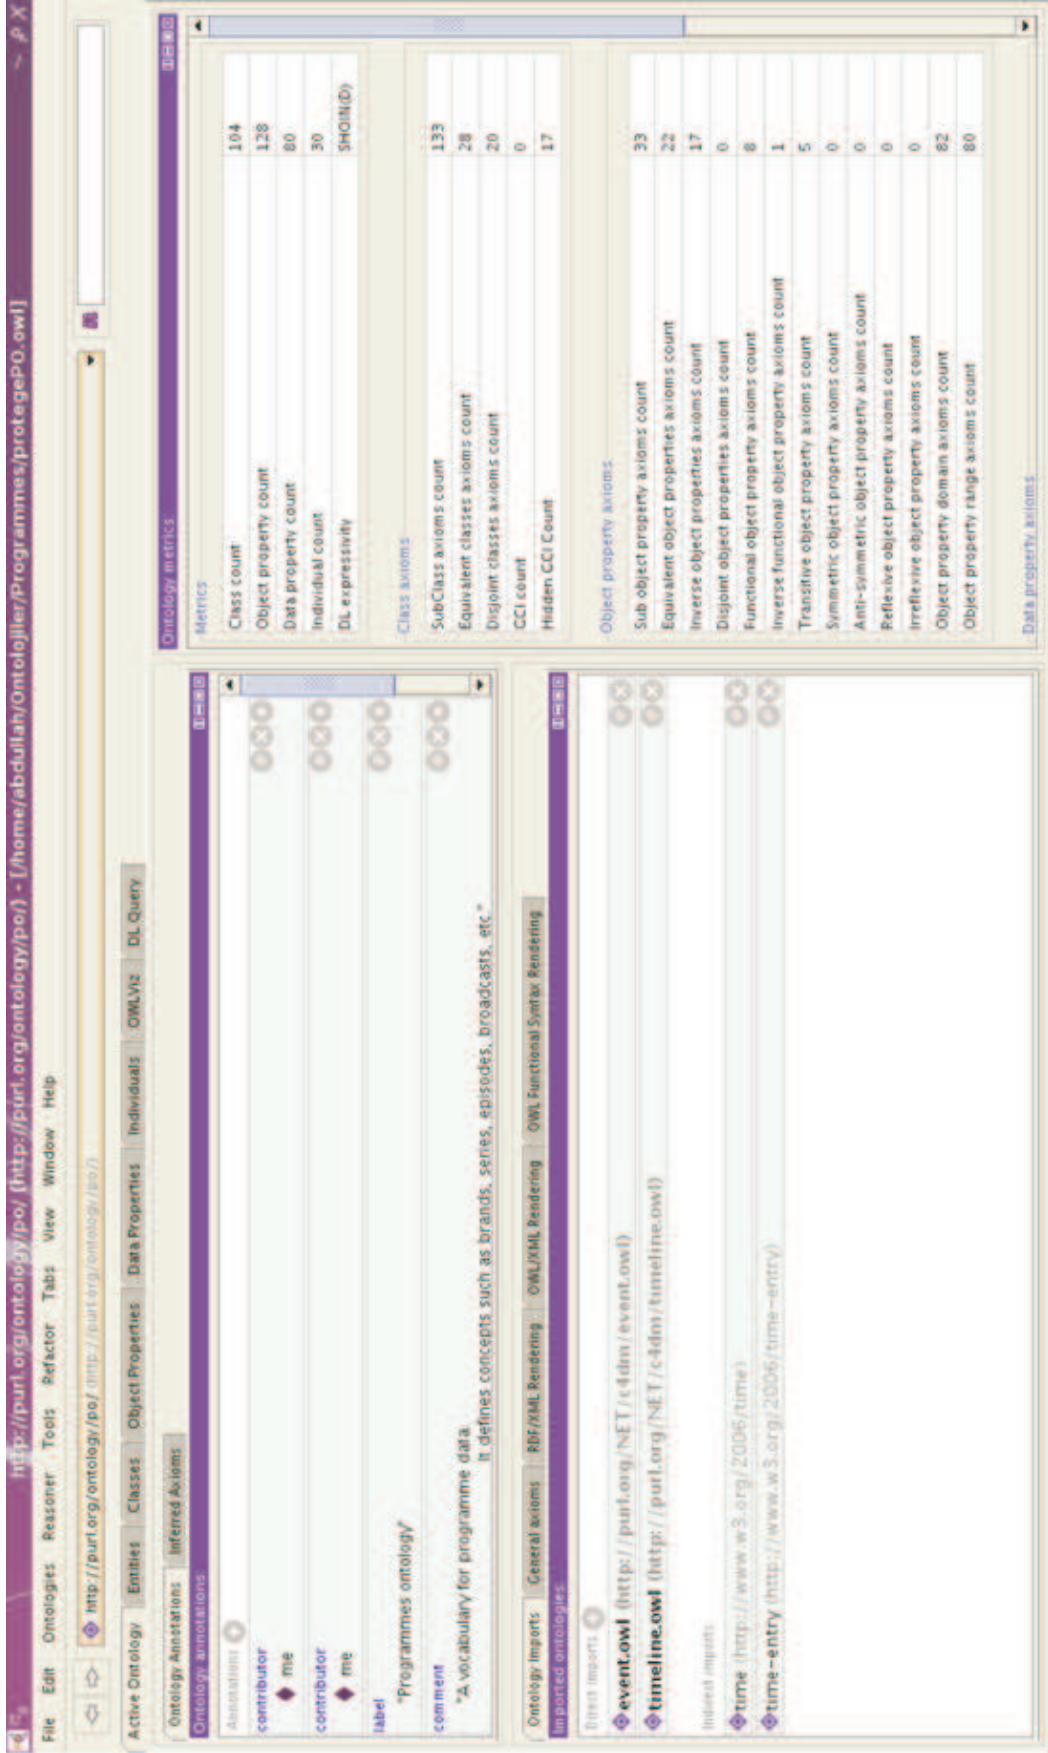 http://purl.org/ontology/po/ (http://purl.org/ontology/po/) - [/home/abdullah/Ontolojiler/Programmes/protegePO.owl]
File Edit Ontologies Reasoner Tools Refactor Tabs View Window Help
http://purl.org/ontology/po/ (http://purl.org/ontology/po/)
Active Ontology Entities Classes Object Properties Data Properties Individuals OWLViz DL Query
Ontology Annotations Inferred Axioms
Ontology annotations
Annotations
contributor
me
contributor
me
label
"Programmes ontology"
comment
"A vocabulary for programme data.
It defines concepts such as brands, series, episodes, broadcasts, etc."
Ontology Imports General axioms RDF/XML Rendering OWL/XML Rendering OWL Functional Syntax Rendering
Imported ontologies
Direct Imports
event.owl (http://purl.org/NET/c4dm/event.owl)
timeline.owl (http://purl.org/NET/c4dm/timeline.owl)
Indirect Imports
time (http://www.w3.org/2006/time)
time-entry (http://www.w3.org/2006/time-entry)
Ontology metrics
Metrics
Class count 104
Object property count 128
Data property count 80
Individual count 30
DL expressivity SHOIN(D)
Class axioms
SubClass axioms count 133
Equivalent classes axioms count 28
Disjoint classes axioms count 20
GCI count 0
Hidden GCI Count 17
Object property axioms
Sub object property axioms count 33
Equivalent object properties axioms count 22
Inverse object properties axioms count 17
Disjoint object properties axioms count 0
Functional object property axioms count 8
Inverse functional object property axioms count 1
Transitive object property axioms count 5
Symmetric object property axioms count 0
Anti-symmetric object property axioms count 0
Reflexive object property axioms count 0
Irreflexive object property axioms count 0
Object property domain axioms count 82
Object property range axioms count 80
Data property axioms